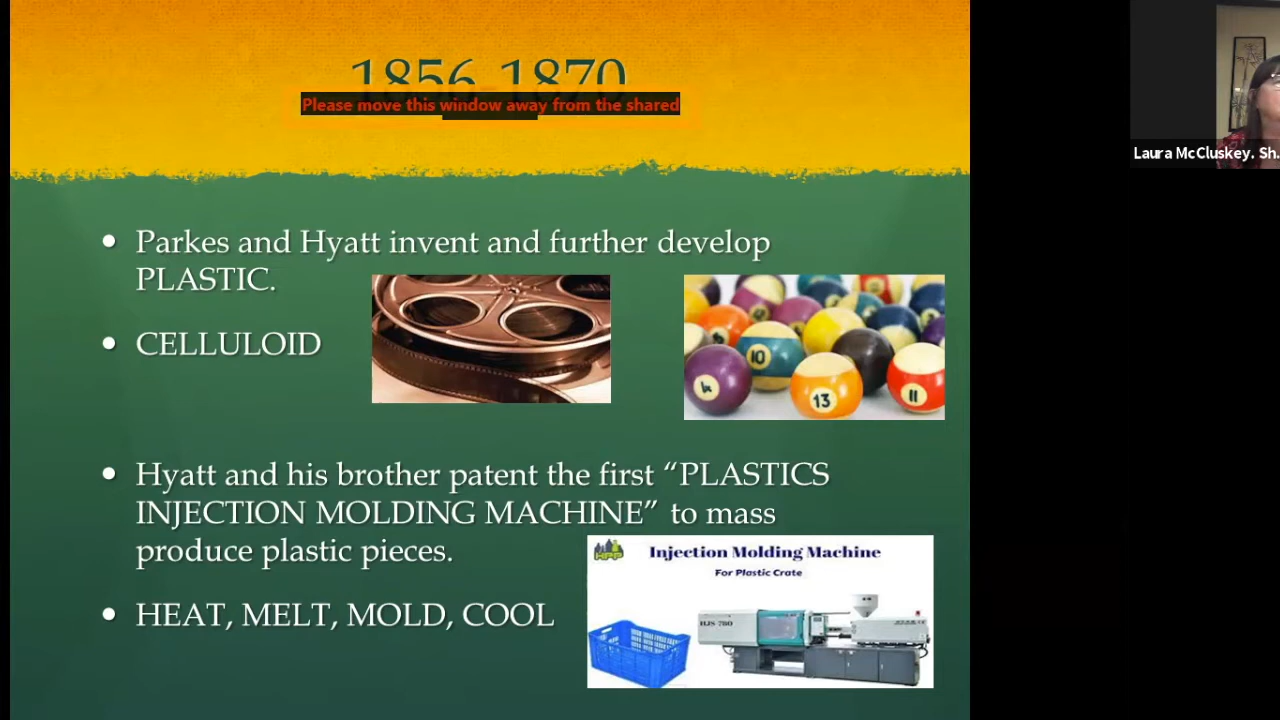 1856-1870
Please move this window away from the shared
• Parkes and Hyatt invent and further develop
PLASTIC.
• CELLULOID
10
4
13
11
• Hyatt and his brother patent the first “PLASTICS
INJECTION MOLDING MACHINE” to mass
produce plastic pieces.
• HEAT, MELT, MOLD, COOL
HPP
Injection Molding Machine
For Plastic Crate
Laura McCluskey. Sh.